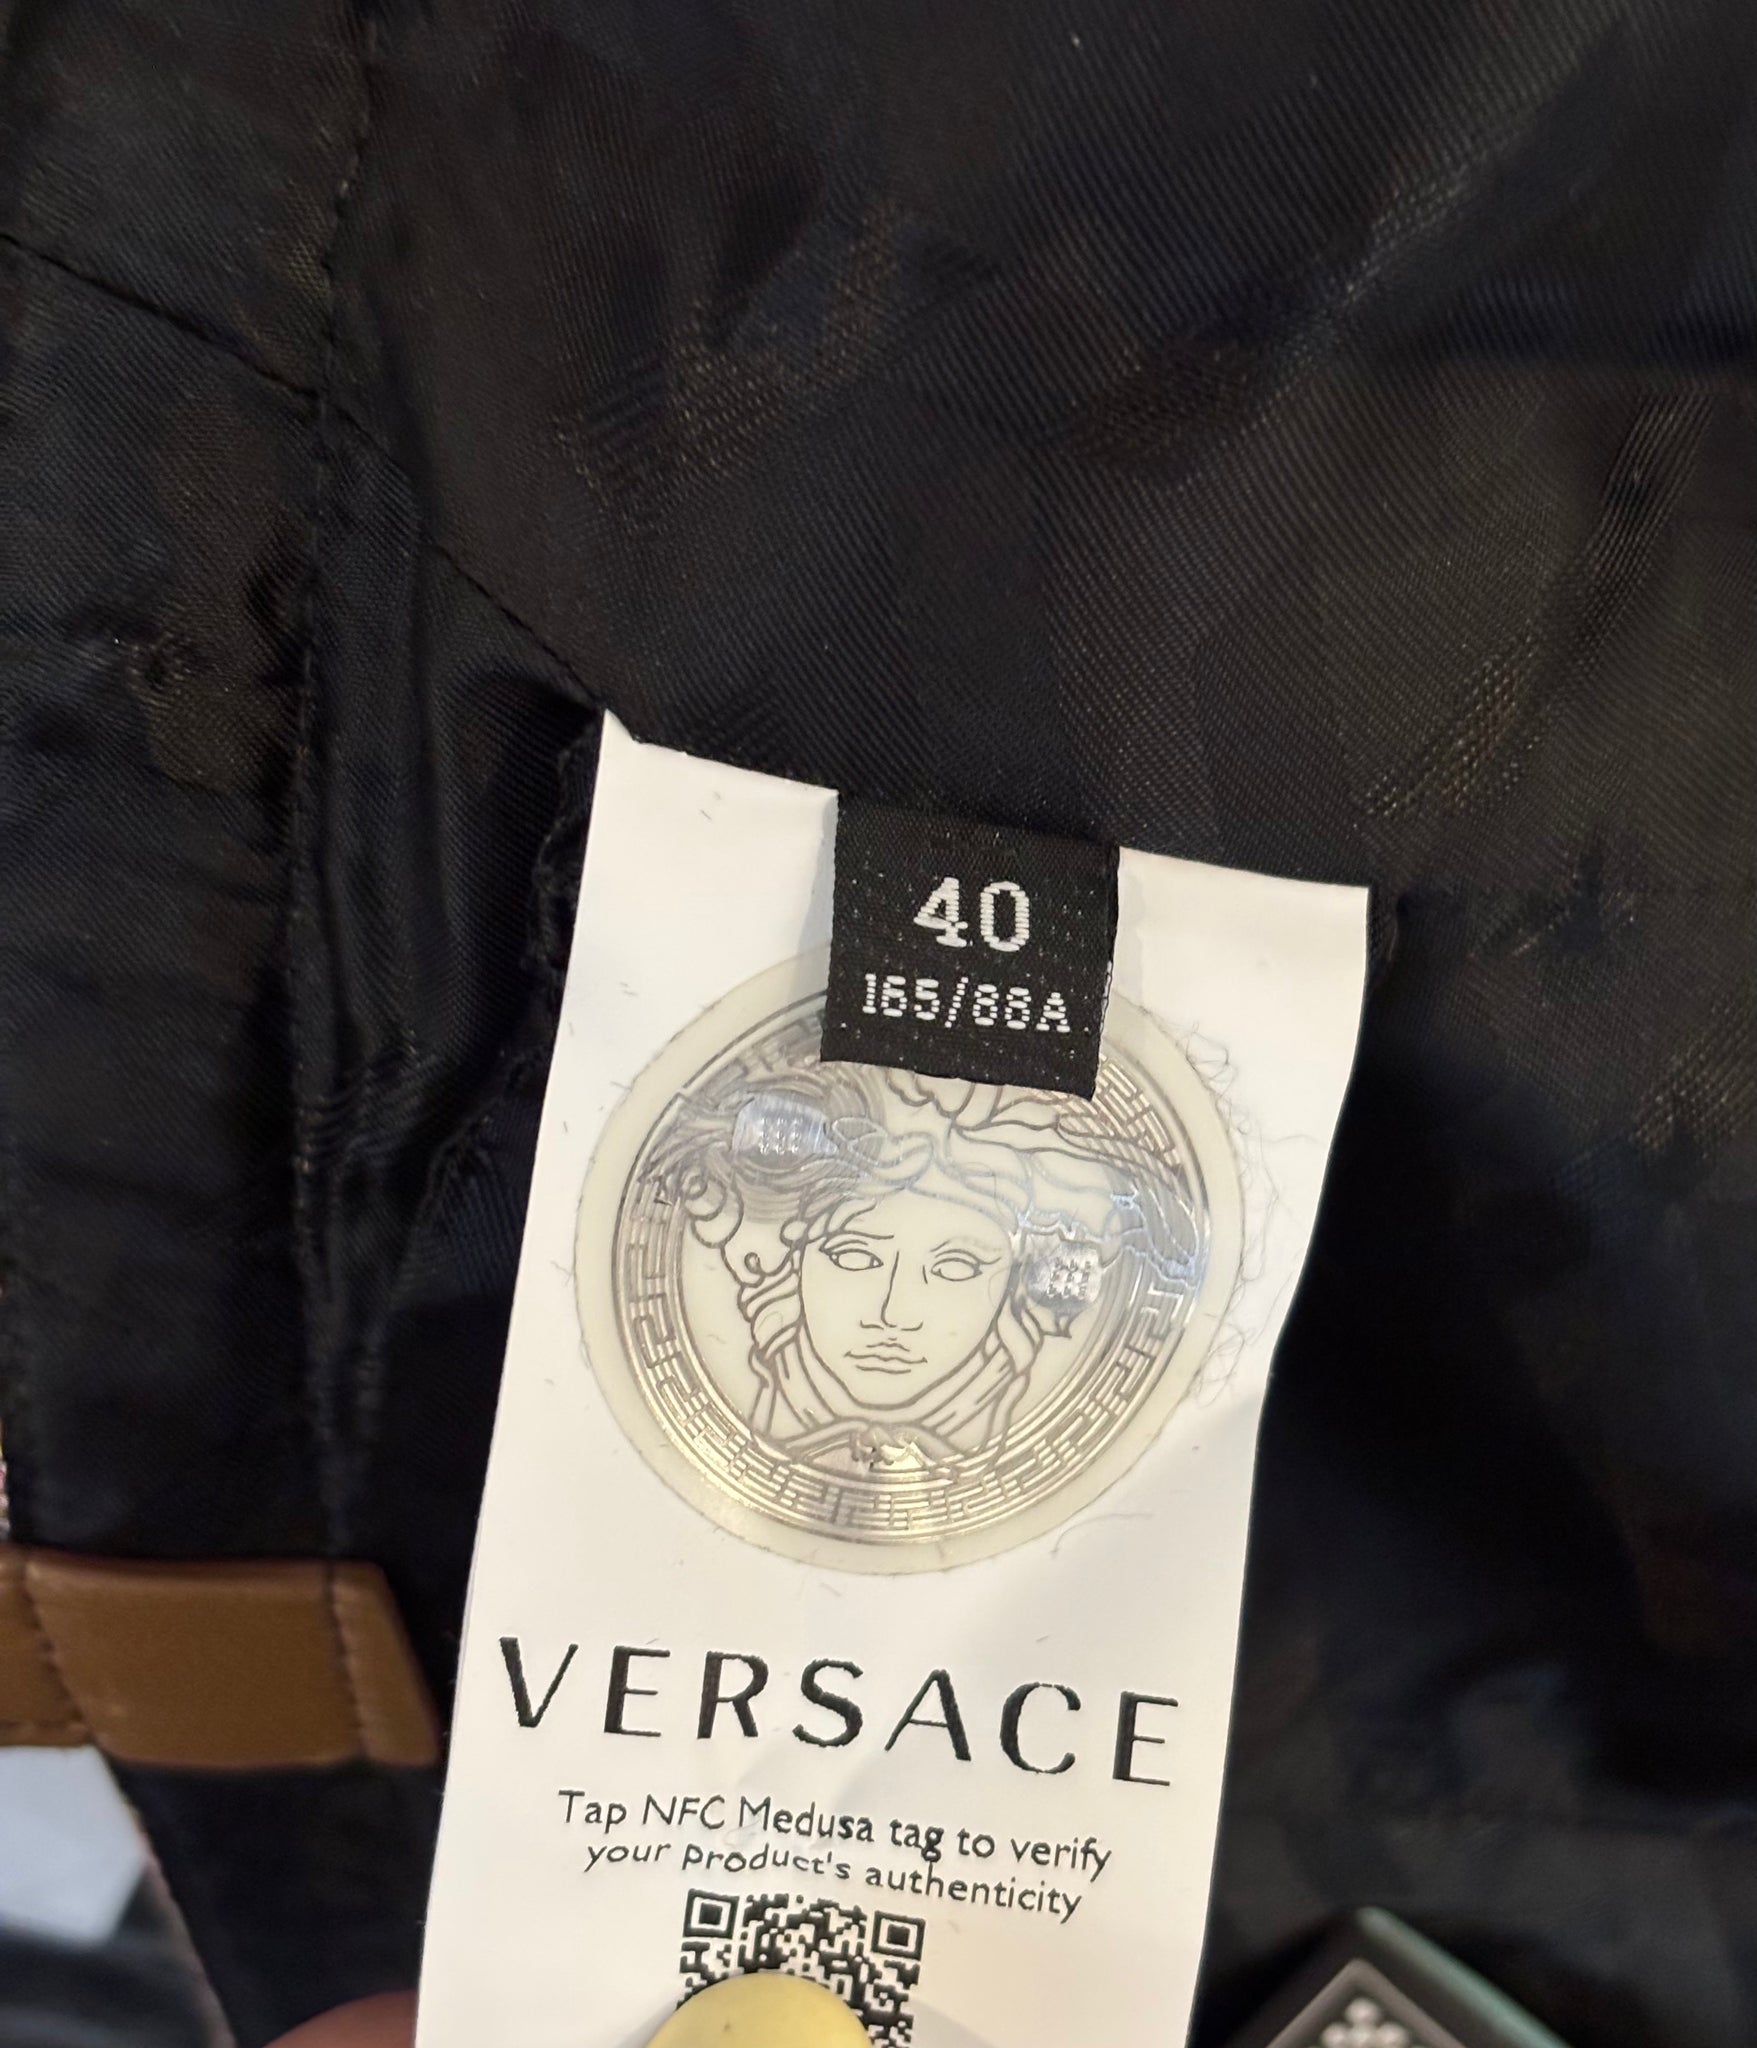 40
165/88A
VERSACE
Tap NFC Medusa tag to verify
your product's authenticity